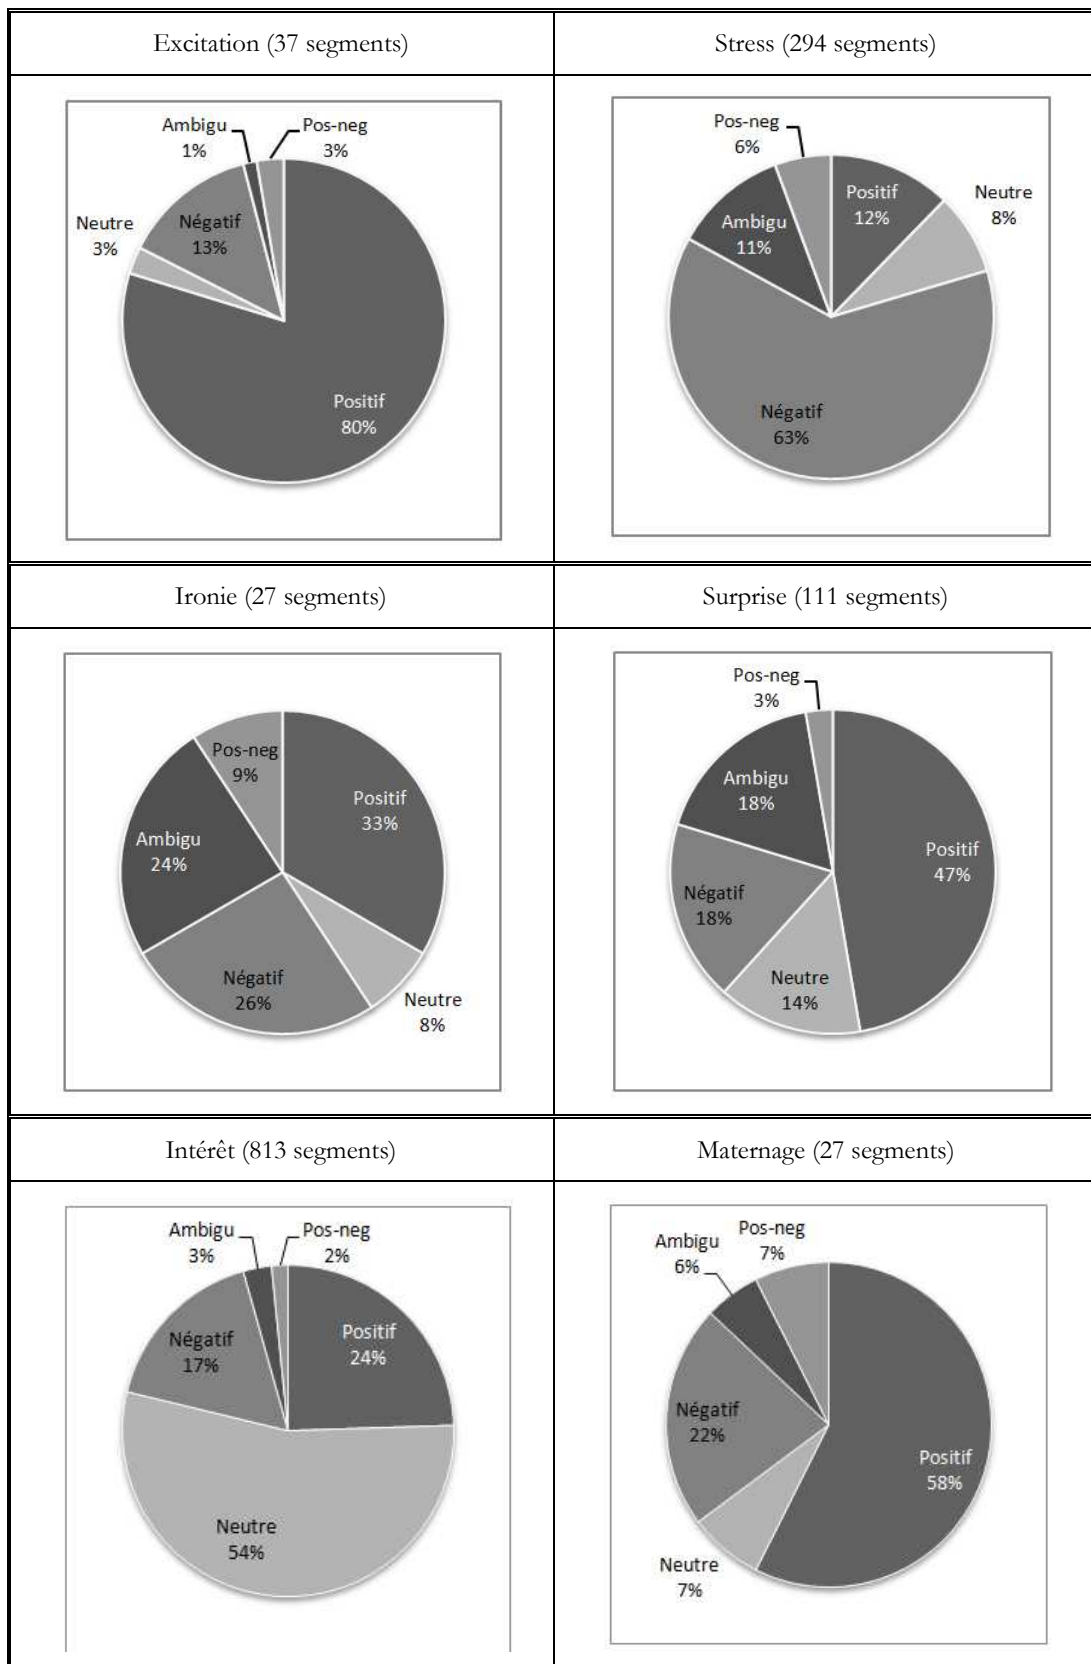 Excitation (37 segments)
Stress (294 segments)
Ambigu
1%
Pos-neg
3%
Neutre
3%
Négatif
13%
Positif
80%
Pos-neg
6%
Positif
12%
Neutre
8%
Ambigu
11%
Négatif
63%
Ironie (27 segments)
Surprise (111 segments)
Pos-neg
9%
Positif
33%
Ambigu
24%
Négatif
26%
Neutre
8%
Pos-neg
3%
Ambigu
18%
Positif
47%
Négatif
18%
Neutre
14%
Intérêt (813 segments)
Maternage (27 segments)
Ambigu
3%
Pos-neg
2%
Positif
24%
Négatif
17%
Neutre
54%
Pos-neg
7%
Ambigu
6%
Négatif
22%
Positif
58%
Neutre
7%